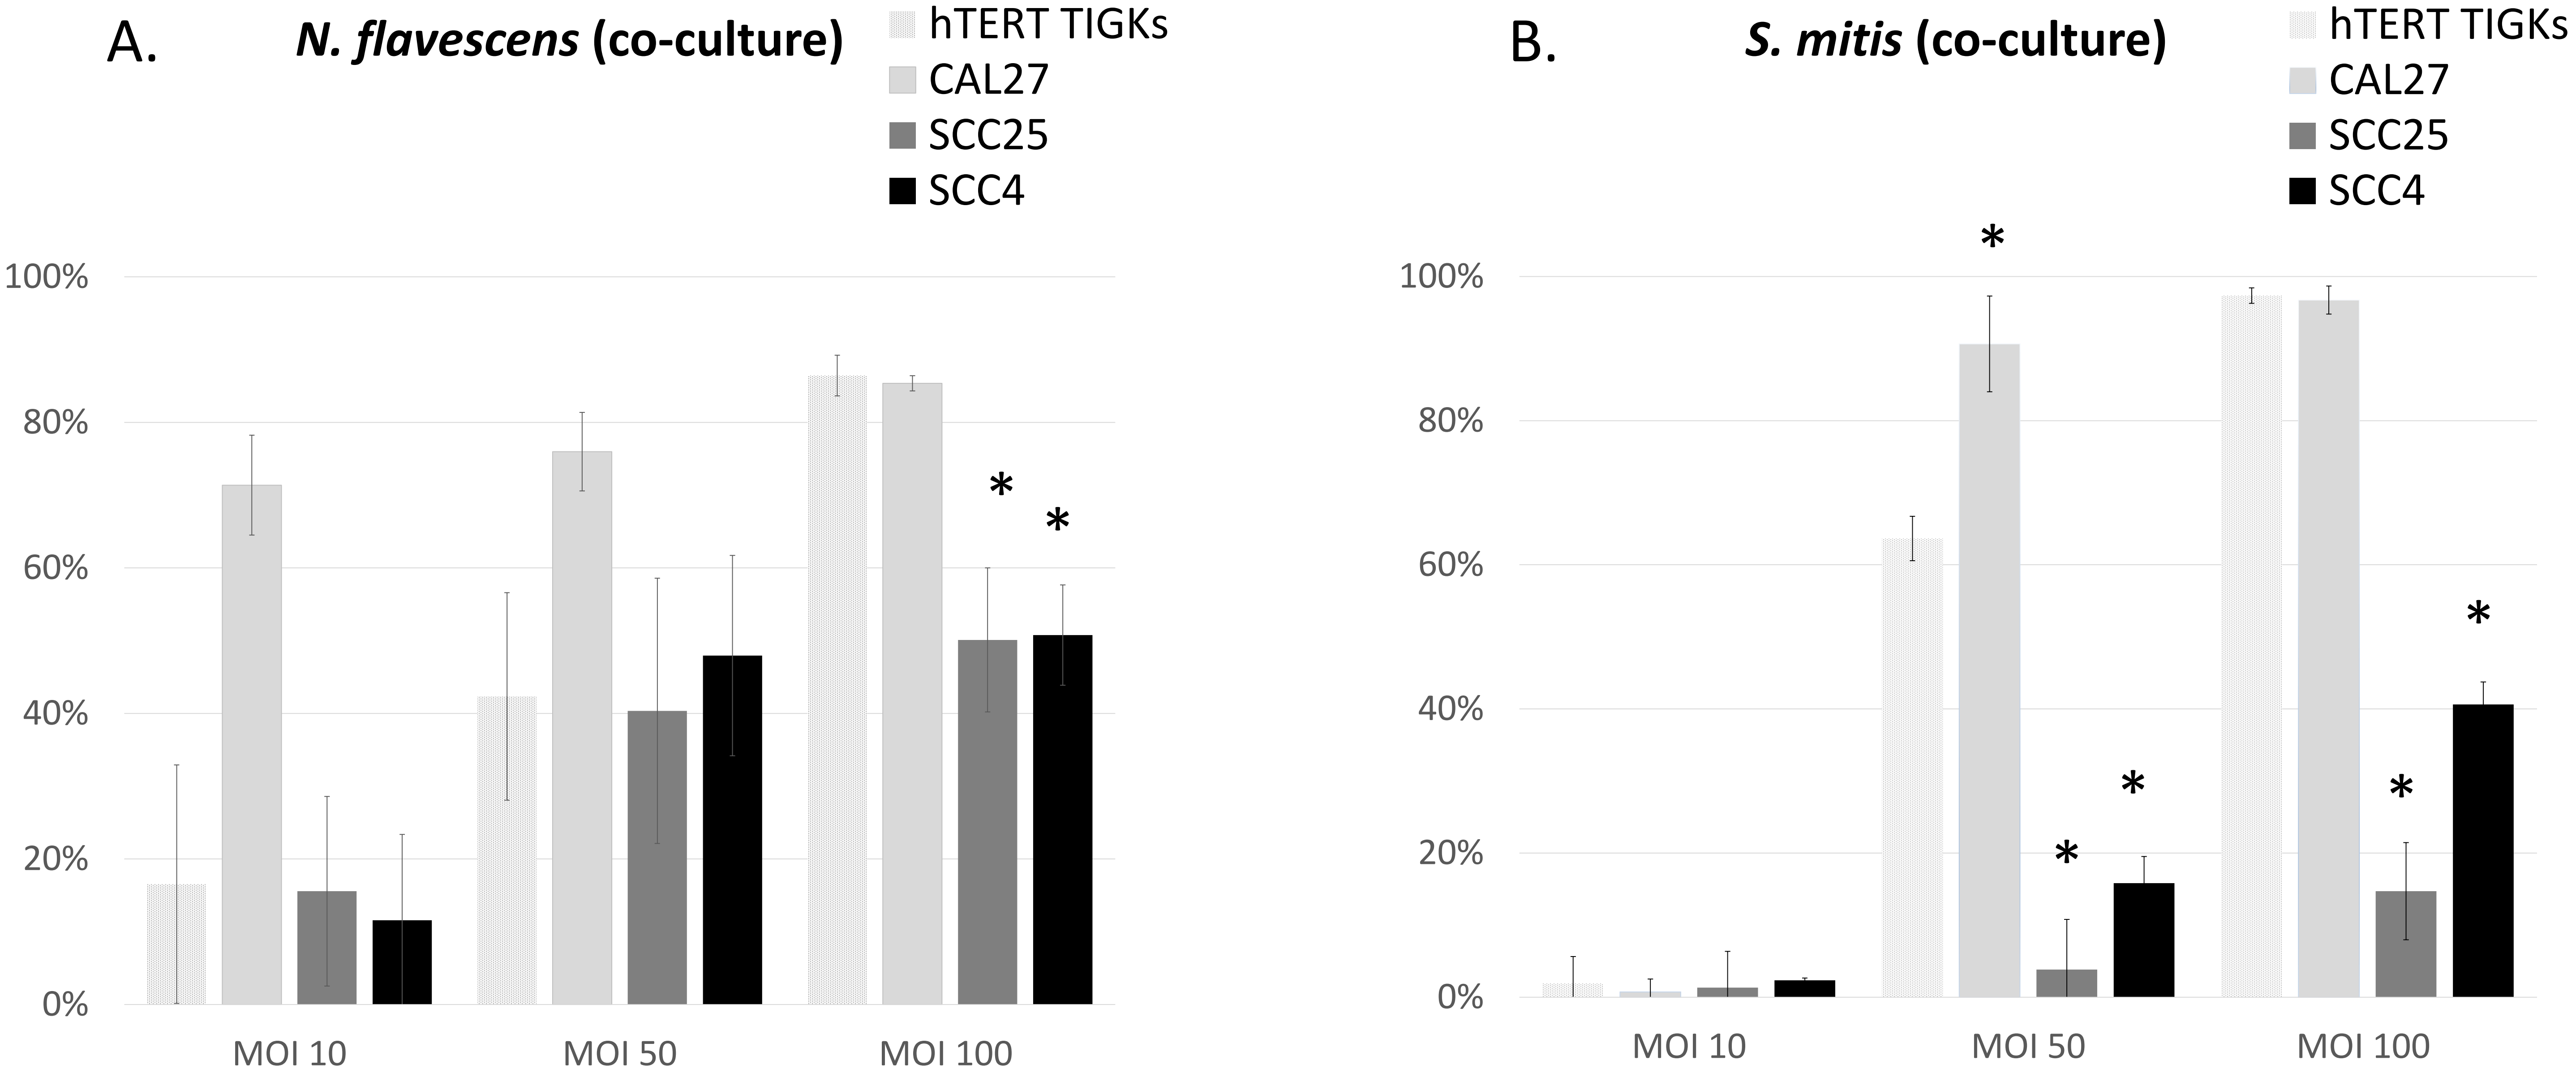 A.
N. flavescens (co-culture)
hTERT TIGKs
CAL27
SCC25
SCC4
100%
80%
60%
40%
20%
0%
*
*
MOI 10
MOI 50
MOI 100
B.
S. mitis (co-culture)
hTERT TIGKs
CAL27
SCC25
SCC4
100%
80%
60%
40%
20%
0%
*
*
*
*
*
MOI 10
MOI 50
MOI 100